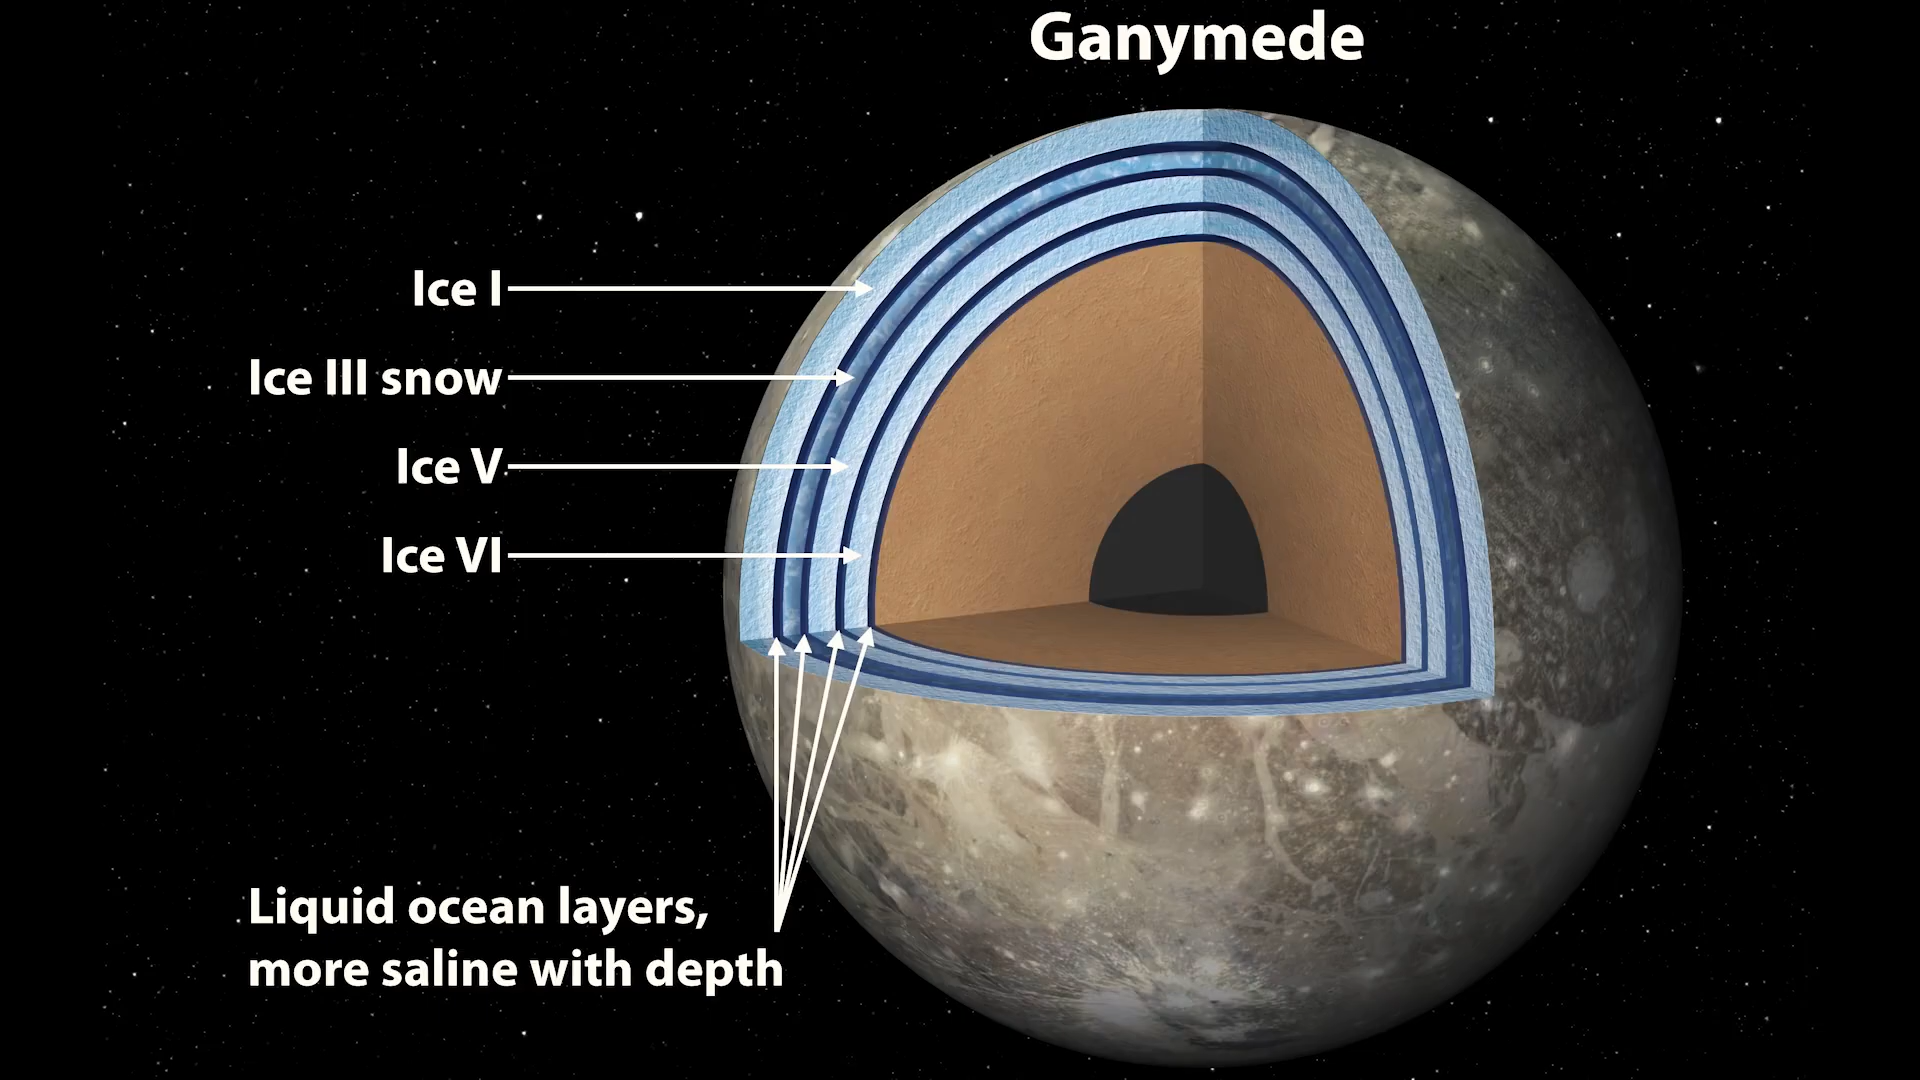 Ganymede
Ice I
Ice III snow
Ice V
Ice VI
Liquid ocean layers,
more saline with depth